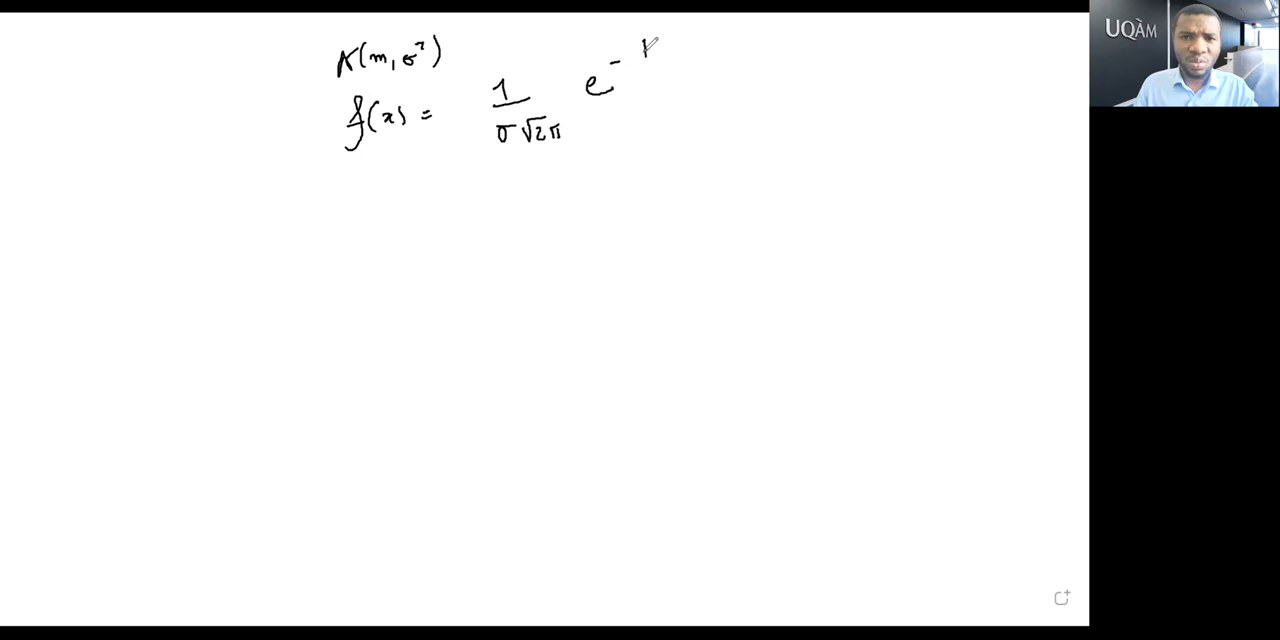 N(m, σ²)
f(x) = 1/(σ√2π) e^-
UQÀM